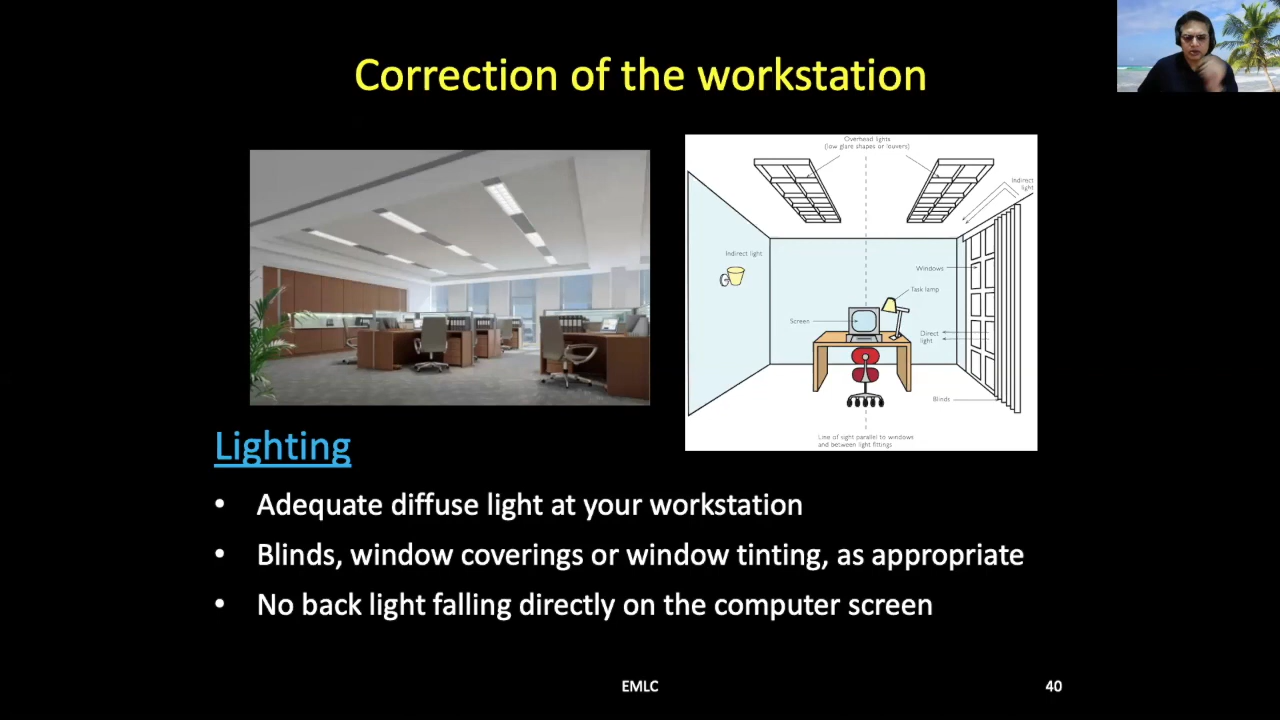 Correction of the workstation
Overhead lights
(low glare shapes or louvers)
Indirect
light
Indirect light
Windows
Task lamp
Screen
Direct
light
Blinds
Line of sight parallel to windows
and between light fittings
Lighting
• Adequate diffuse light at your workstation
• Blinds, window coverings or window tinting, as appropriate
• No back light falling directly on the computer screen
EMLC
40